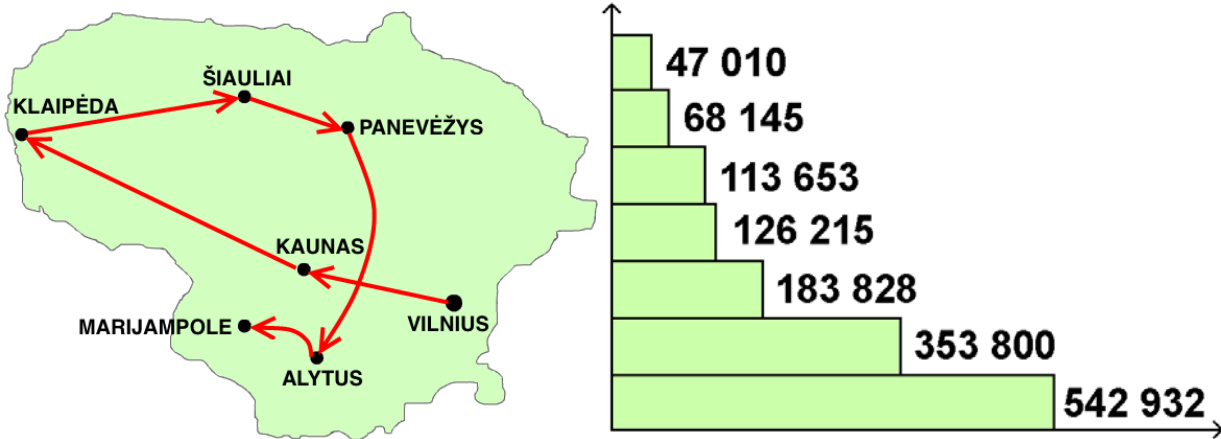 ŠIAULIAI
KLAIPĖDA
PANEVĖŽYS
KAUNAS
VILNIUS
MARIJAMPOLE
ALYTUS
47 010
68 145
113 653
126 215
183 828
353 800
542 932